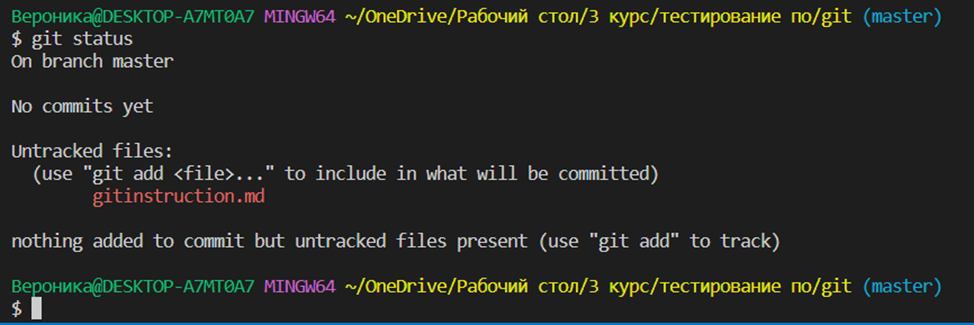 Вероника@DESKTOP-A7MT0A7 MINGW64 ~/OneDrive/Рабочий стол/3 курс/тестирование по/git (master)
$ git status
On branch master
No commits yet
Untracked files:
(use "git add <file>..." to include in what will be committed)
gitinstruction.md
nothing added to commit but untracked files present (use "git add" to track)
Вероника@DESKTOP-A7MT0A7 MINGW64 ~/OneDrive/Рабочий стол/3 курс/тестирование по/git (master)
$